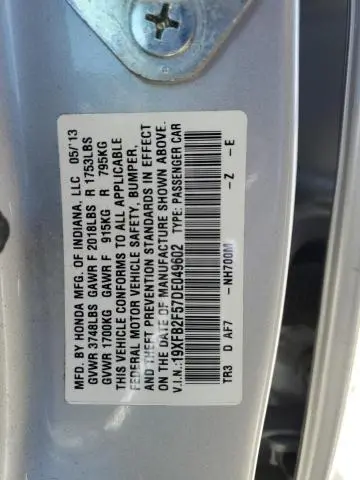 MFD. BY HONDA MFG. OF INDIANA, LLC 05/'13
GVWR 3748LBS GAWR F 2018LBS R 1753LBS
GVWR 1700KG GAWR F 915KG R 795KG
THIS VEHICLE CONFORMS TO ALL APPLICABLE
FEDERAL MOTOR VEHICLE SAFETY, BUMPER,
THEFT PREVENTION STANDARDS IN EFFECT
ON THE DATE OF MANUFACTURE SHOWN ABOVE.
V.I.N.:19XFB2F57DE049602 TYPE: PASSENGER CAR
TR3 D AF7 -NH700M -Z -E